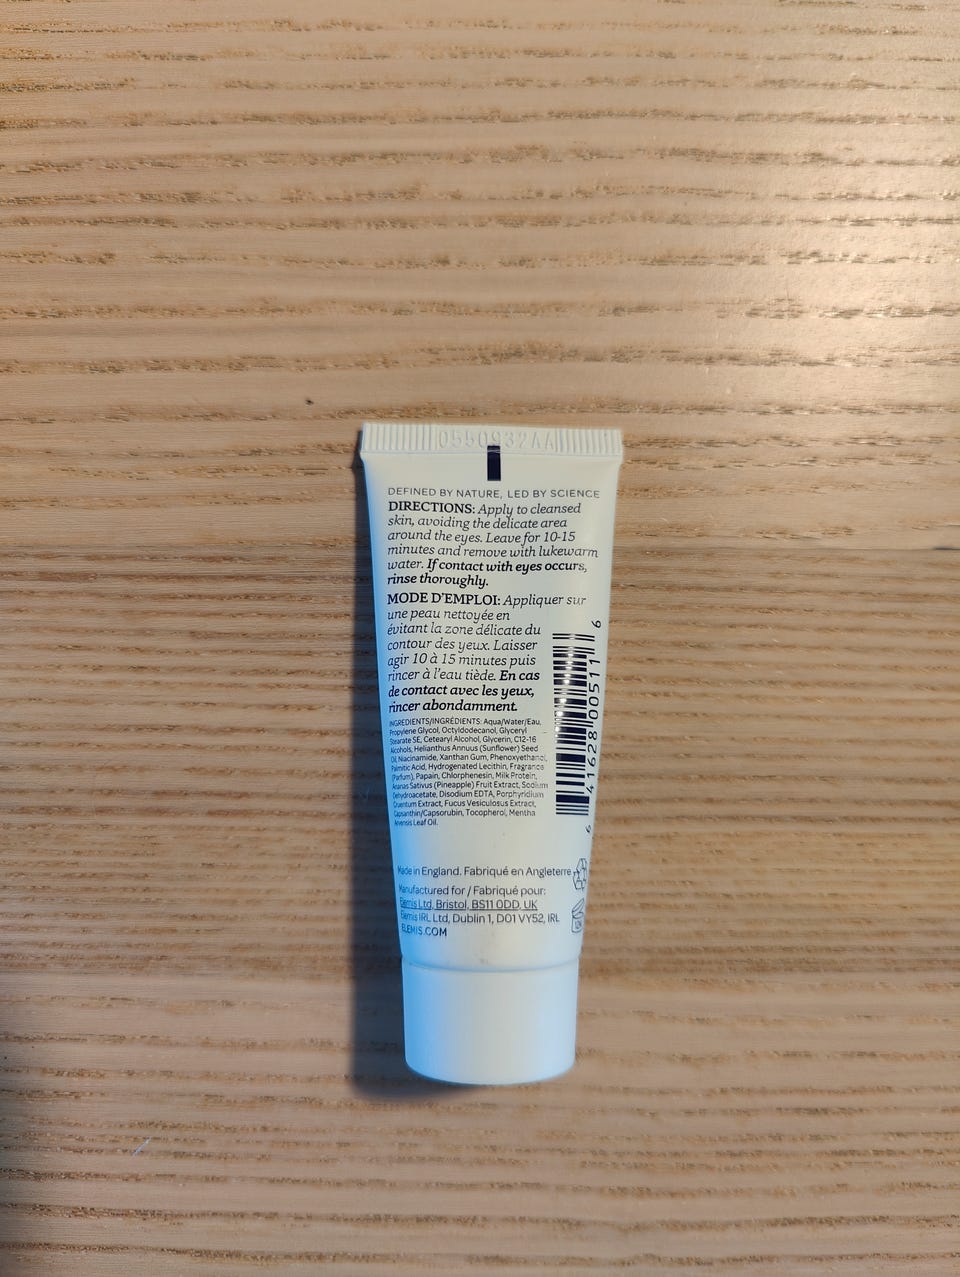 0550932AA
DEFINED BY NATURE, LED BY SCIENCE
DIRECTIONS: Apply to cleansed
skin, avoiding the delicate area
around the eyes. Leave for 10-15
minutes and remove with lukewarm
water. If contact with eyes occurs,
rinse thoroughly.
MODE D'EMPLOI: Appliquer sur
une peau nettoyée en
évitant la zone délicate du
contour des yeux. Laisser
agir 10 à 15 minutes puis
rincer à l'eau tiède. En cas
de contact avec les yeux,
rincer abondamment.
INGREDIENTS/INGRÉDIENTS: Aqua/Water/Eau,
Propylene Glycol, Octyldodecanol, Glyceryl
Stearate SE, Cetearyl Alcohol, Glycerin, C12-16
Alcohols, Helianthus Annuus (Sunflower) Seed
Oil, Niacinamide, Xanthan Gum, Phenoxyethanol,
Palmitic Acid, Hydrogenated Lecithin, Fragrance
(Parfum), Papain, Chlorphenesin, Milk Protein,
Ananas Sativus (Pineapple) Fruit Extract, Sodium
Dehydroacetate, Disodium EDTA, Porphyridium
Cruentum Extract, Fucus Vesiculosus Extract,
Capsanthin/Capsorubin, Tocopherol, Mentha
Arvensis Leaf Oil.
6 41628 00511 6
Made in England. Fabriqué en Angleterre
Manufactured for / Fabriqué pour:
Elemis Ltd, Bristol, BS11 0DD, UK
Elemis IRL Ltd, Dublin 1, D01 VY52, IRL
ELEMIS.COM